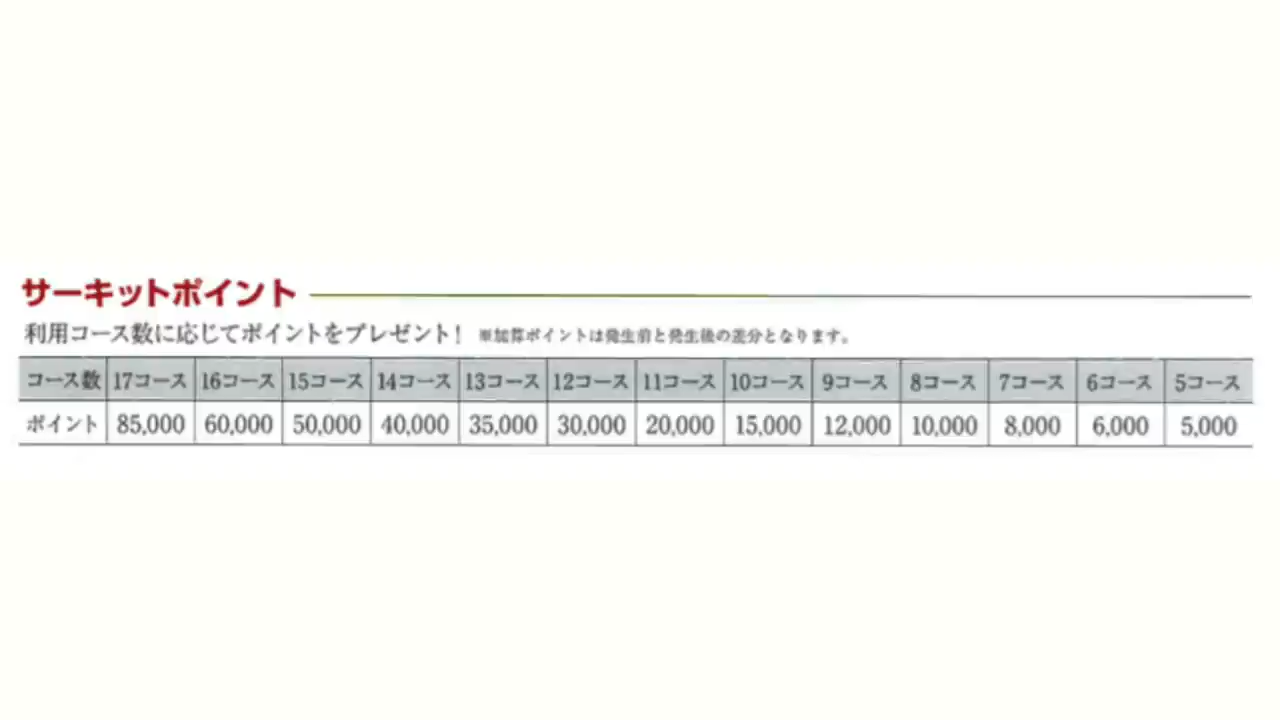 サーキットポイント
利用コース数に応じてポイントをプレゼント! ※加算ポイントは発生前と発生後の差分となります。
コース数 17コース 16コース 15コース 14コース 13コース 12コース 11コース 10コース 9コース 8コース 7コース 6コース 5コース
ポイント 85,000 60,000 50,000 40,000 35,000 30,000 20,000 15,000 12,000 10,000 8,000 6,000 5,000